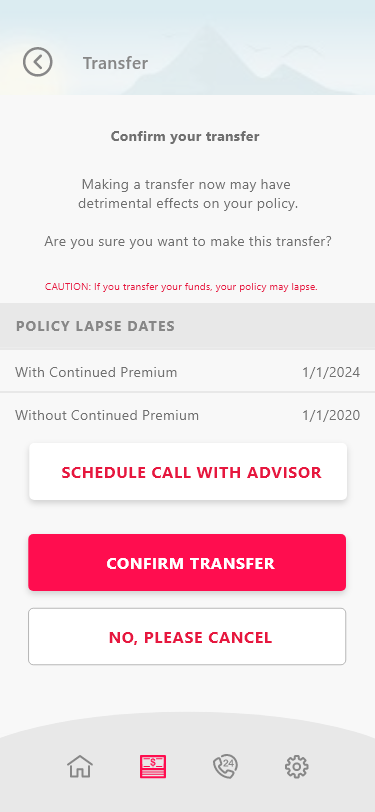 Transfer
Confirm your transfer
Making a transfer now may have
detrimental effects on your policy.
Are you sure you want to make this transfer?
CAUTION: If you transfer your funds, your policy may lapse.
POLICY LAPSE DATES
With Continued Premium 1/1/2024
Without Continued Premium 1/1/2020
SCHEDULE CALL WITH ADVISOR
CONFIRM TRANSFER
NO, PLEASE CANCEL
$ 24